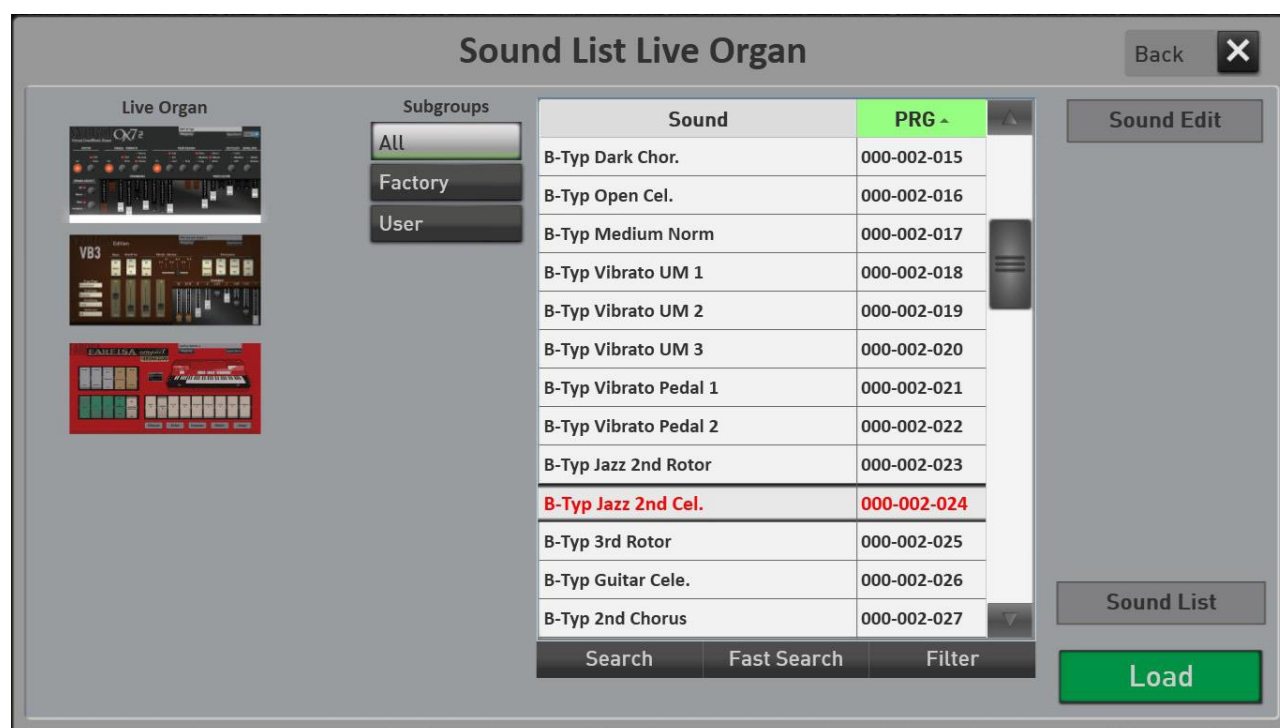 Sound List Live Organ
Back
Live Organ
Subgroups
All
Factory
User
Sound PRG
B-Typ Dark Chor. 000-002-015
B-Typ Open Cel. 000-002-016
B-Typ Medium Norm 000-002-017
B-Typ Vibrato UM 1 000-002-018
B-Typ Vibrato UM 2 000-002-019
B-Typ Vibrato UM 3 000-002-020
B-Typ Vibrato Pedal 1 000-002-021
B-Typ Vibrato Pedal 2 000-002-022
B-Typ Jazz 2nd Rotor 000-002-023
B-Typ Jazz 2nd Cel. 000-002-024
B-Typ 3rd Rotor 000-002-025
B-Typ Guitar Cele. 000-002-026
B-Typ 2nd Chorus 000-002-027
Search Fast Search Filter
Sound Edit
Sound List
Load
VB3